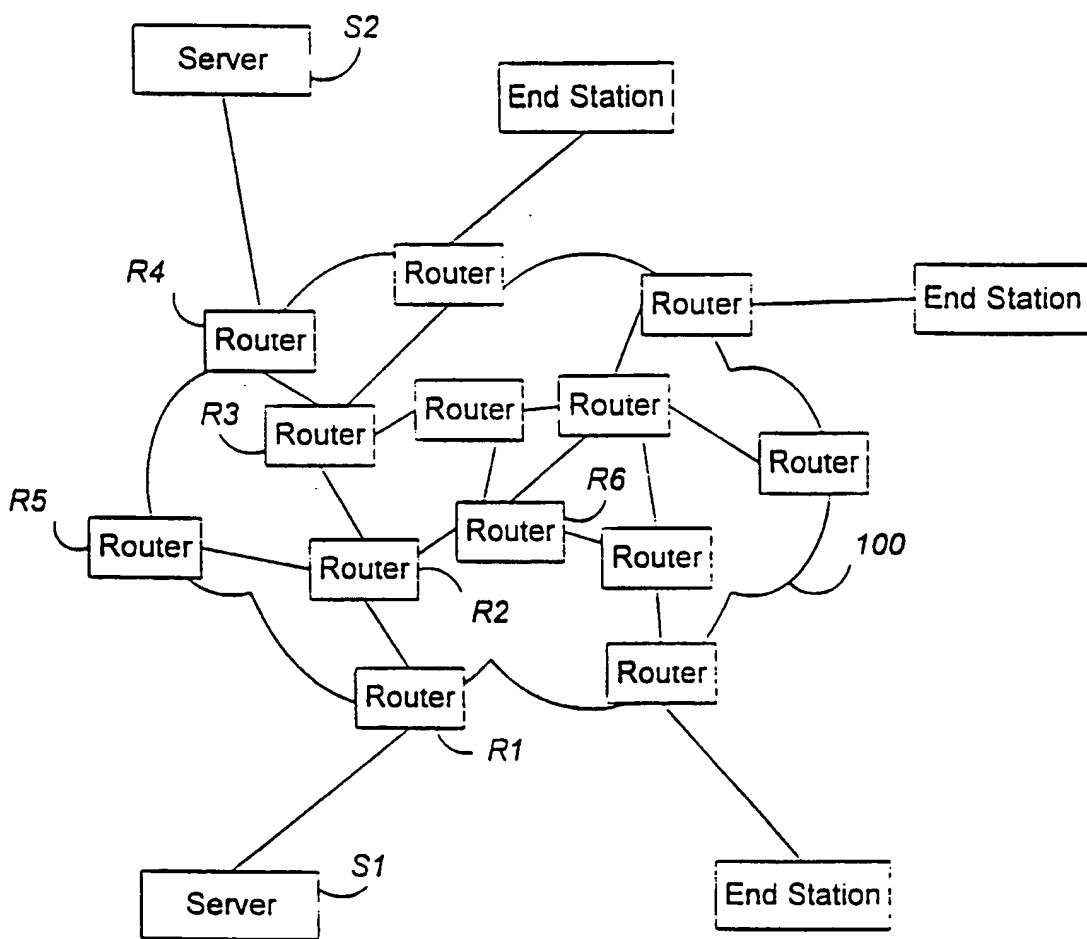 S2
Server
End Station
Router
R4
Router
End Station
Router
Router
Router
R3
Router
Router
R6
R5
Router
Router
100
Router
Router
R2
Router
Router
R1
S1
Server
End Station